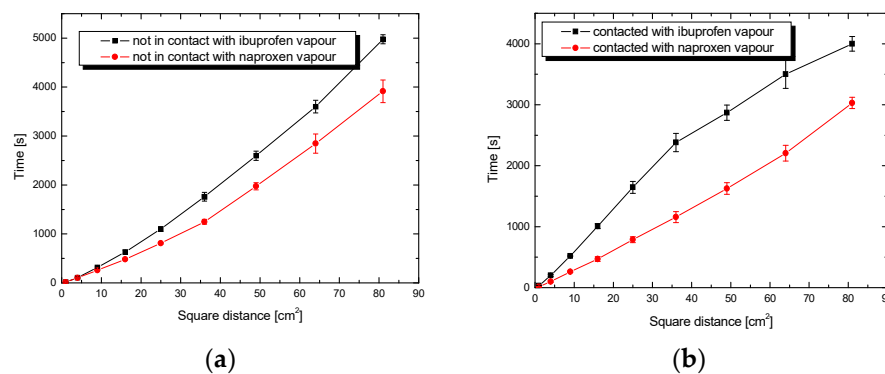 not in contact with ibuprofen vapour
not in contact with naproxen vapour
5000
4000
3000
2000
1000
0
Time [s]
0 10 20 30 40 50 60 70 80 90
Square distance [cm²]
(a)
contacted with ibuprofen vapour
contacted with naproxen vapour
4000
3000
2000
1000
0
Time [s]
0 10 20 30 40 50 60 70 80 90
Square distance [cm²]
(b)